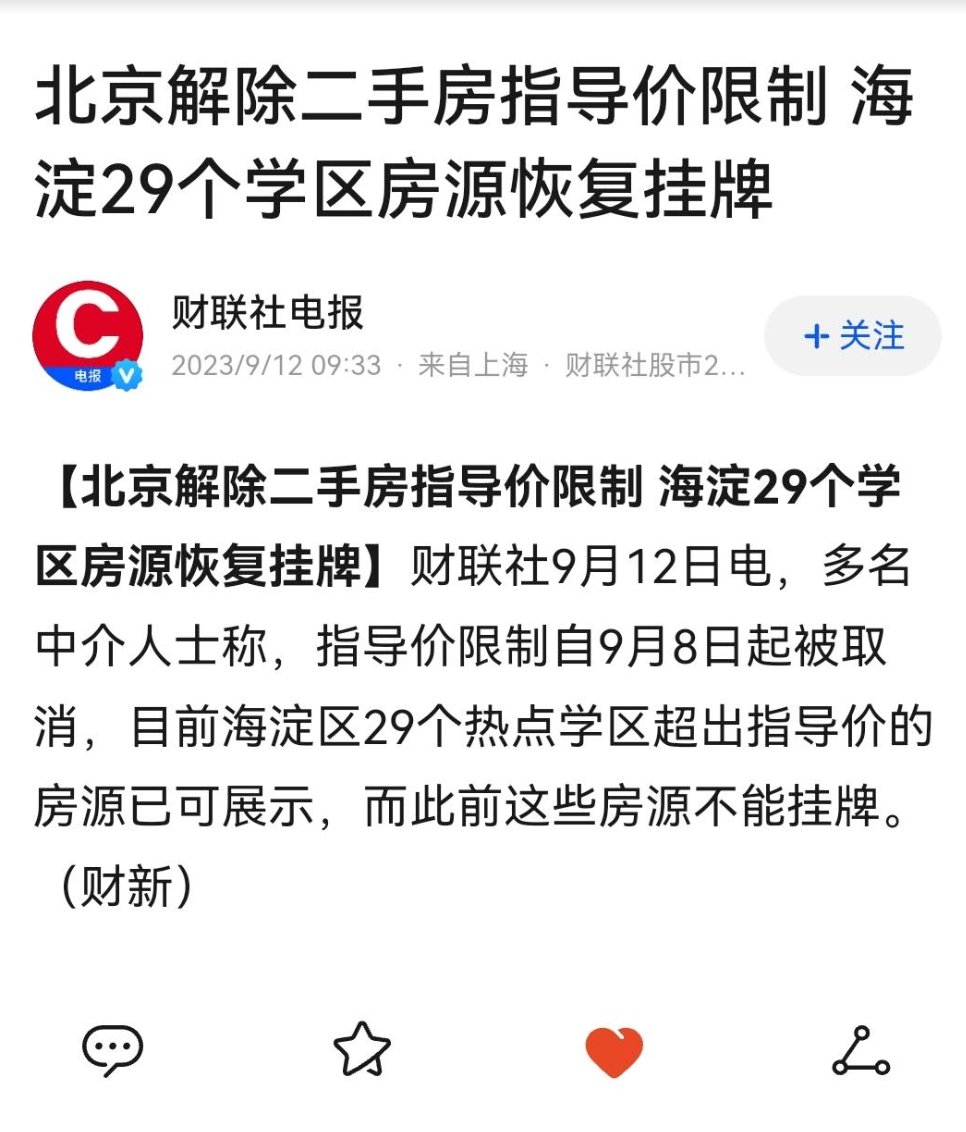 北京解除二手房指导价限制 海
淀29个学区房源恢复挂牌
财联社电报
2023/9/12 09:33 · 来自上海 · 财联社股市2...
+ 关注
C
电报
V
【北京解除二手房指导价限制 海淀29个学
区房源恢复挂牌】财联社9月12日电，多名
中介人士称，指导价限制自9月8日起被取
消，目前海淀区29个热点学区超出指导价的
房源已可展示，而此前这些房源不能挂牌。
（财新）